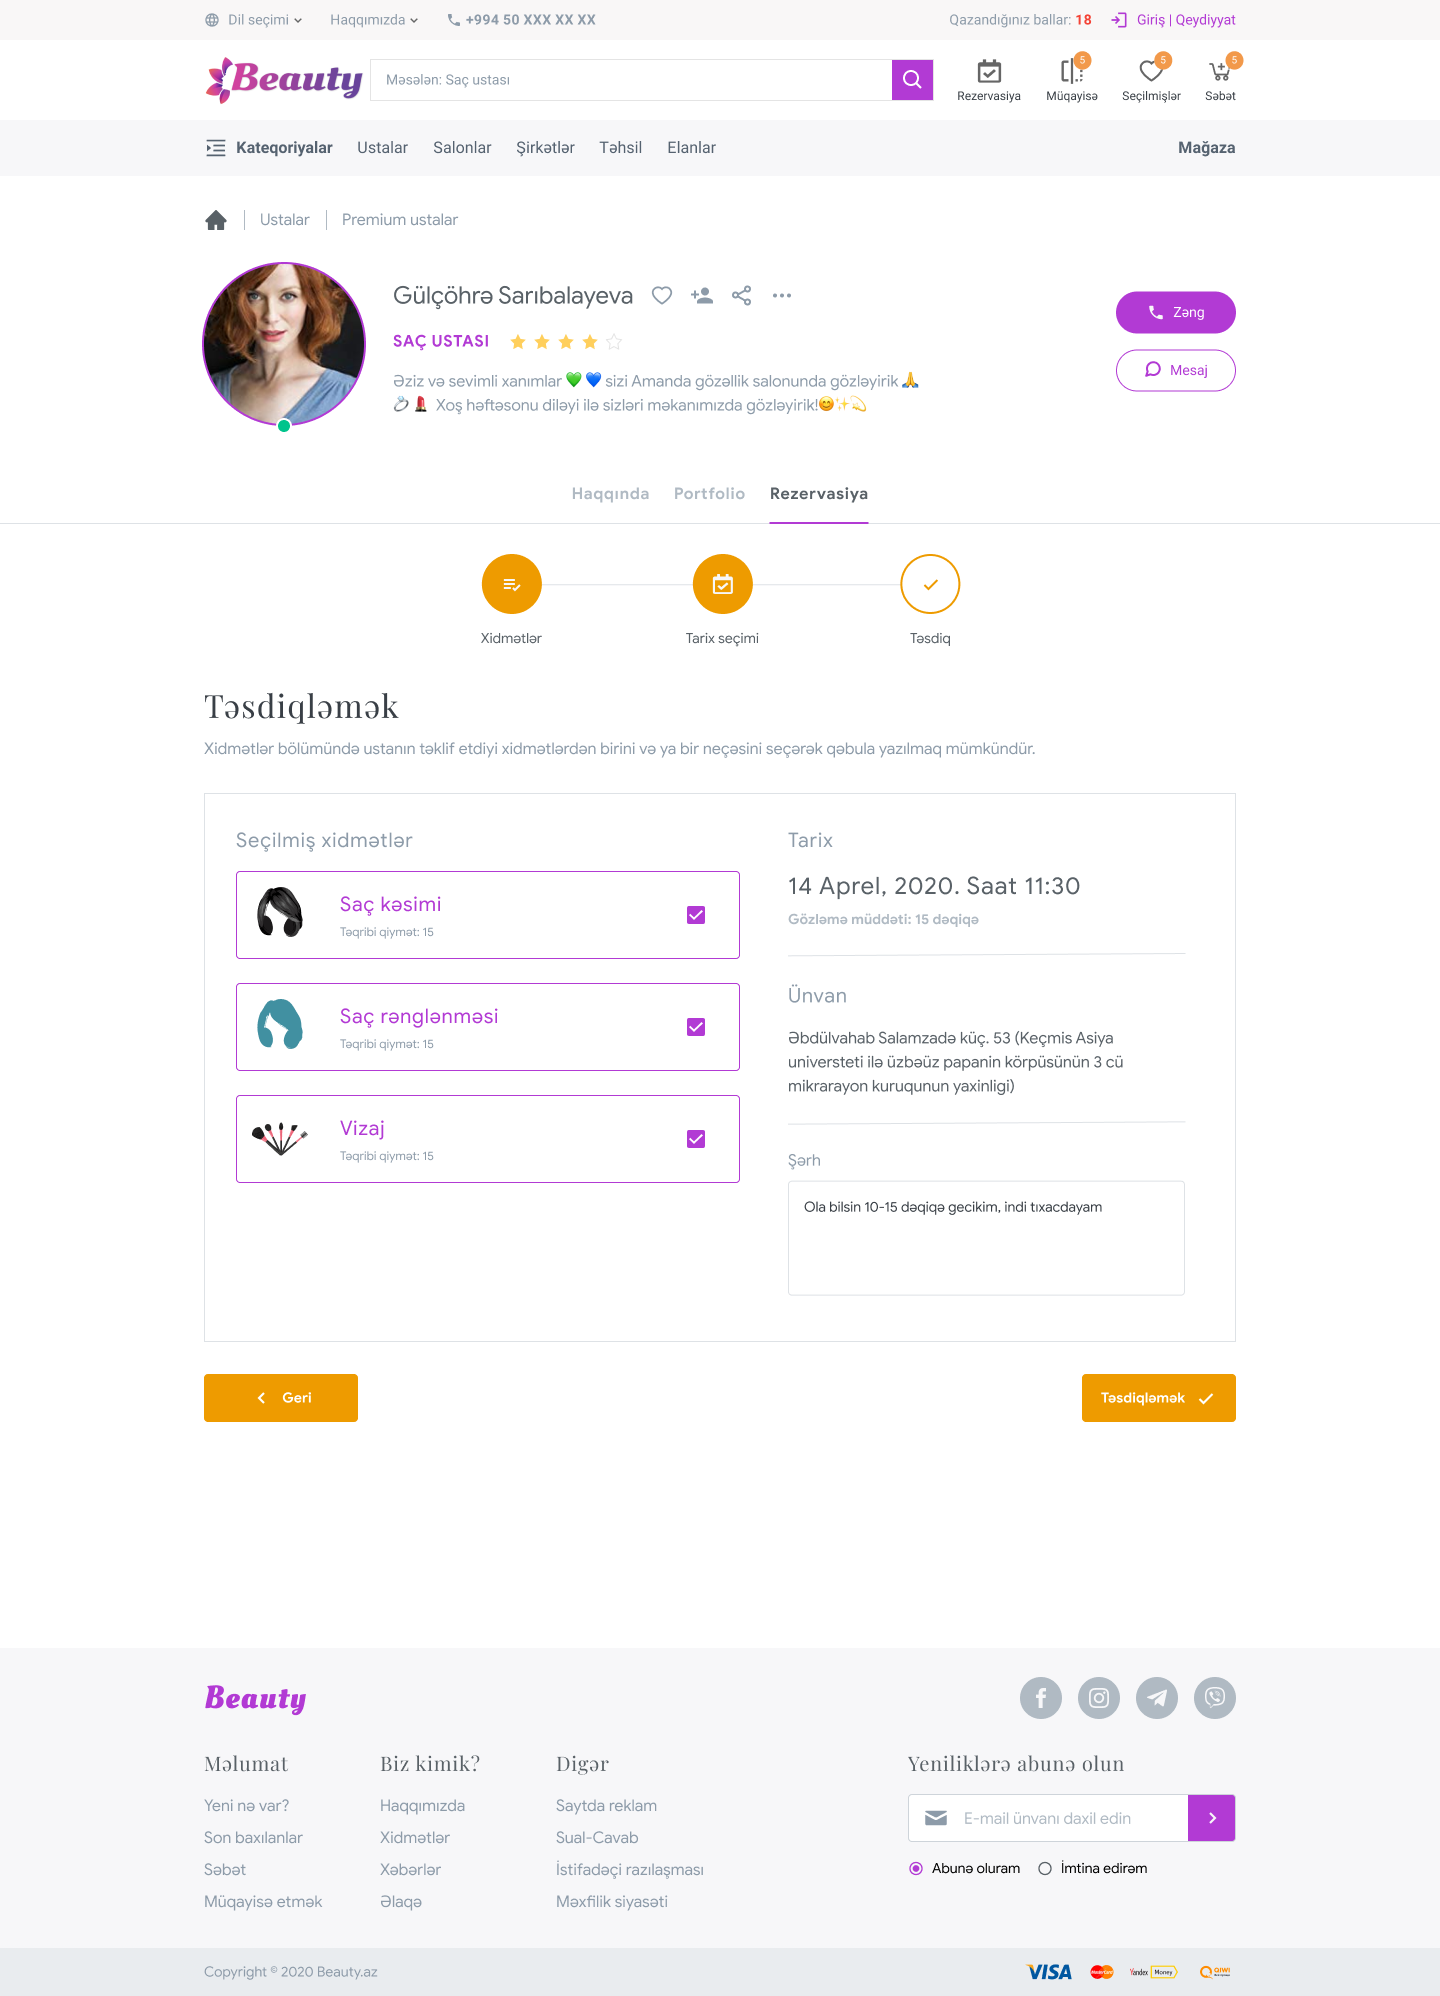 Dil seçimi
Haqqımızda
+994 50 XXX XX XX
Qazandığınız ballar: 18
Giriş | Qeydiyyat
Beauty
Məsələn: Saç ustası
Rezervasiya
5
Müqayisə
5
Seçilmişlər
5
Səbət
Kateqoriyalar
Ustalar
Salonlar
Şirkətlər
Təhsil
Elanlar
Mağaza
Ustalar
Premium ustalar
Gülçöhrə Sarıbalayeva
SAÇ USTASI
Əziz və sevimli xanımlar 💚 💙 sizi Amanda gözəllik salonunda gözləyirik 🙏
💍 💄 Xoş həftəsonu diləyi ilə sizləri məkanımızda gözləyirik!😊✨💫
Zəng
Mesaj
Haqqında
Portfolio
Rezervasiya
Xidmətlər
Tarix seçimi
Təsdiq
Təsdiqləmək
Xidmətlər bölümündə ustanın təklif etdiyi xidmətlərdən birini və ya bir neçəsini seçərək qəbula yazılmaq mümkündür.
Seçilmiş xidmətlər
Saç kəsimi
Təqribi qiymət: 15
Saç rənglənməsi
Təqribi qiymət: 15
Vizaj
Təqribi qiymət: 15
Tarix
14 Aprel, 2020. Saat 11:30
Gözləmə müddəti: 15 dəqiqə
Ünvan
Əbdülvahab Salamzadə küç. 53 (Keçmis Asiya
universteti ilə üzbəüz papanin körpüsünün 3 cü
mikrarayon kuruqunun yaxinligi)
Şərh
Ola bilsin 10-15 dəqiqə gecikim, indi tıxacdayam
Geri
Təsdiqləmək
Beauty
Məlumat
Yeni nə var?
Son baxılanlar
Səbət
Müqayisə etmək
Biz kimik?
Haqqımızda
Xidmətlər
Xəbərlər
Əlaqə
Digər
Saytda reklam
Sual-Cavab
İstifadəçi razılaşması
Məxfilik siyasəti
Yeniliklərə abunə olun
E-mail ünvanı daxil edin
Abunə oluram
İmtina edirəm
Copyright © 2020 Beauty.az
VISA
MasterCard
Yandex Money
QIWI